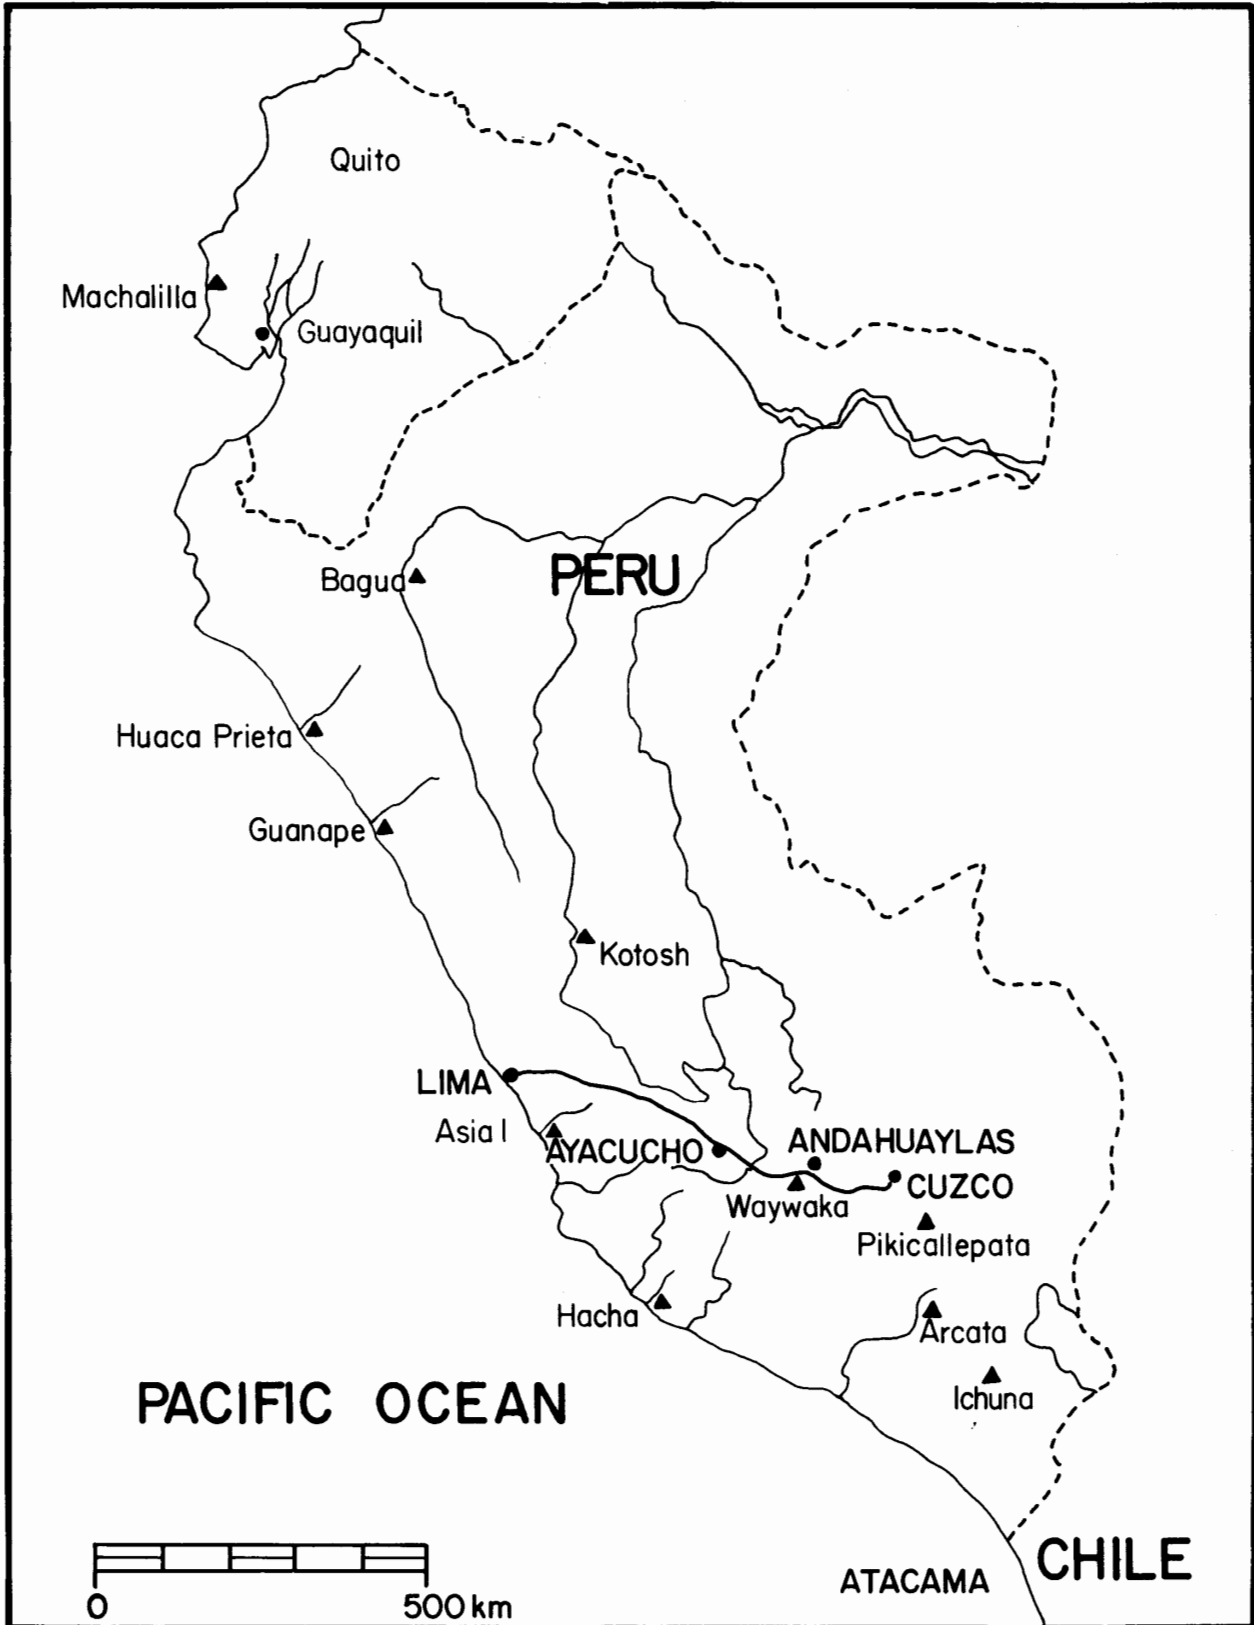 Quito
Machalilla
Guayaquil
PERU
Bagua
Huaca Prieta
Guanape
Kotosh
LIMA
Asia I
AYACUCHO
ANDAHUAYLAS
CUZCO
Waywaka
Pikicallepata
Hacha
Arcata
Ichuna
PACIFIC OCEAN
CHILE
ATACAMA
0 500 km